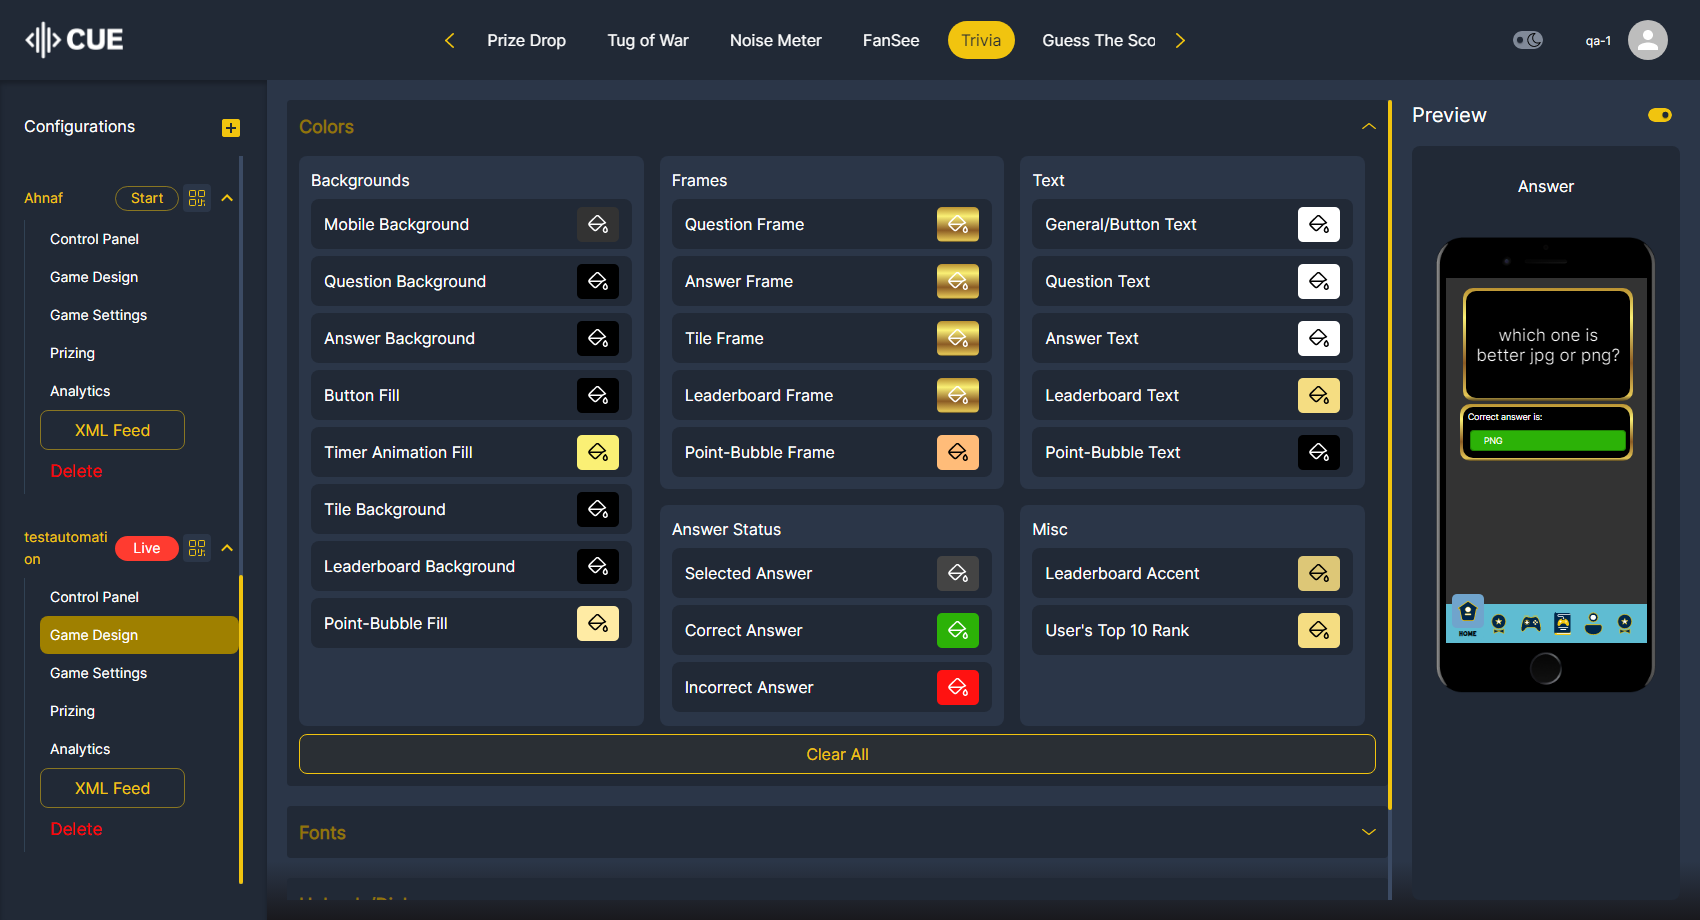 CUE
Prize Drop
Tug of War
Noise Meter
FanSee
Trivia
Guess The Sco
qa-1
Configurations
Ahnaf
Start
Control Panel
Game Design
Game Settings
Prizing
Analytics
XML Feed
Delete
testautomati
on
Live
Control Panel
Game Design
Game Settings
Prizing
Analytics
XML Feed
Delete
Colors
Backgrounds
Mobile Background
Question Background
Answer Background
Button Fill
Timer Animation Fill
Tile Background
Leaderboard Background
Point-Bubble Fill
Frames
Question Frame
Answer Frame
Tile Frame
Leaderboard Frame
Point-Bubble Frame
Text
General/Button Text
Question Text
Answer Text
Leaderboard Text
Point-Bubble Text
Answer Status
Selected Answer
Correct Answer
Incorrect Answer
Misc
Leaderboard Accent
User's Top 10 Rank
Clear All
Fonts
Preview
Answer
which one is
better jpg or png?
Correct answer is:
PNG
HOME